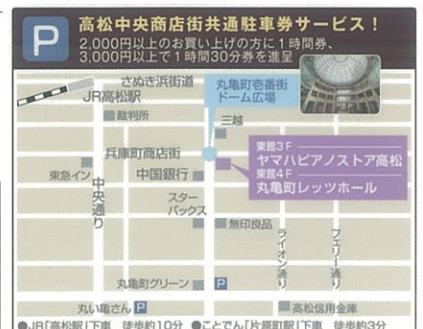 P
高松中央商店街共通駐車券サービス！
2,000円以上のお買い上げの方に1時間券、
3,000円以上で1時間30分券を進呈
さぬき浜街道
JR高松駅
丸亀町壱番街
ドーム広場
裁判所
三越
兵庫町商店街
東館3F
ヤマハピアノストア高松
東館4F
丸亀町レッツホール
東急イン
中国銀行
中央通り
スター
バックス
無印良品
ライオン通り
フェリー通り
丸亀町グリーン
P
丸い亀さん P
高松信用金庫
●JR「高松駅」下車 徒歩約10分 ●ことでん「片原町駅」下車 徒歩約3分